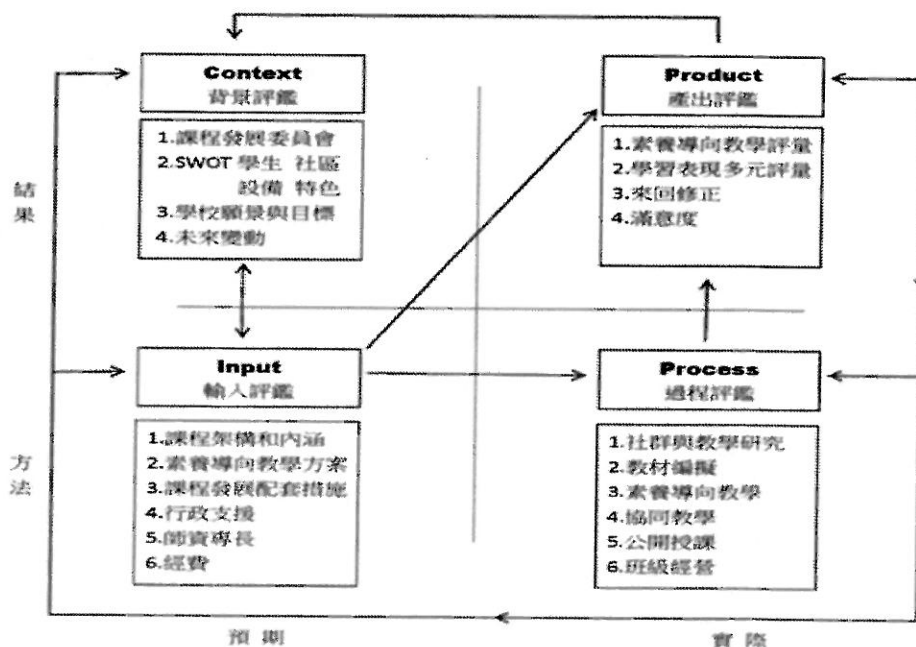 Context
背景評鑑
1.課程發展委員會
2.SWOT 學生 社區
設備 特色
3.學校願景與目標
4.未來變動
Product
產出評鑑
1.素養導向教學評量
2.學習表現多元評量
3.來回修正
4.滿意度
結果
Input
輸入評鑑
1.課程架構和內涵
2.素養導向教學方案
3.課程發展配套措施
4.行政支援
5.師資專長
6.經費
Process
過程評鑑
1.社群與教學研究
2.教材編擬
3.素養導向教學
4.協同教學
5.公開授課
6.班級經營
方法
預期
實際